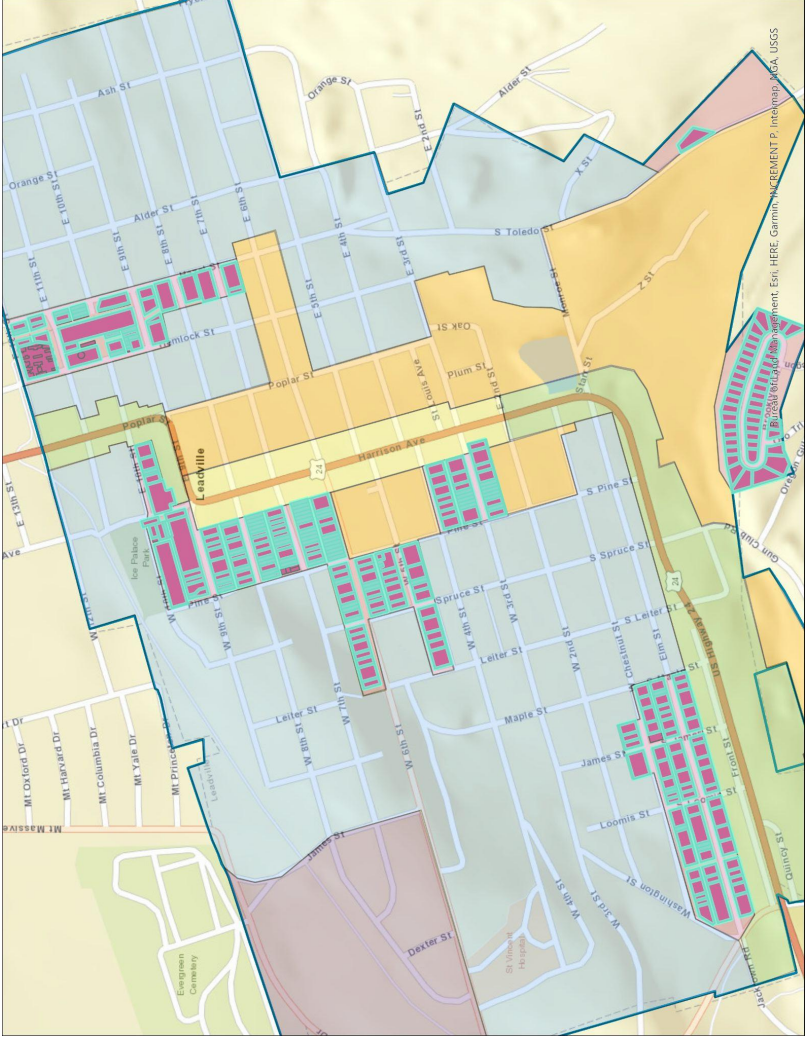 Orange St
Alder St
Ash St
E 2nd St
Orange St
E 10th St
Alder St
E 9th St
E 8th St
E 7th St
E 6th St
E 4th St
E 3rd St
X St
S Toledo St
E 11th St
E 5th St
Monroe St
Z St
Oak St
Poplar St
Plum St
Starr St
Poplar St
Harrison Ave
24
Leadville
E 13th St
S Pine St
Ice Palace
Park
Pine St
Pine St
S Spruce St
Gun Club Rd
Ave
24
W 9th St
Spruce St
W 4th St
W 3rd St
S Leiter St
US Highway 24
Elm St
W Chestnut St
Leiter St
W 2nd St
W 7th St
Leiter St
Maple St
W 8th St
W 6th St
James St
Front St
Mt Oxford Dr
Mt Harvard Dr
Mt Columbia Dr
Mt Yale Dr
Mt Massive
Loomis St
James St
Quincy St
Washington St
W 4th St
W 3rd St
Dexter St
St Vincent
Hospital
Evergreen
Cemetery
Bureau of Land Management, Esri, HERE, Garmin, INCREMENT P, Intermap, NGA, USGS